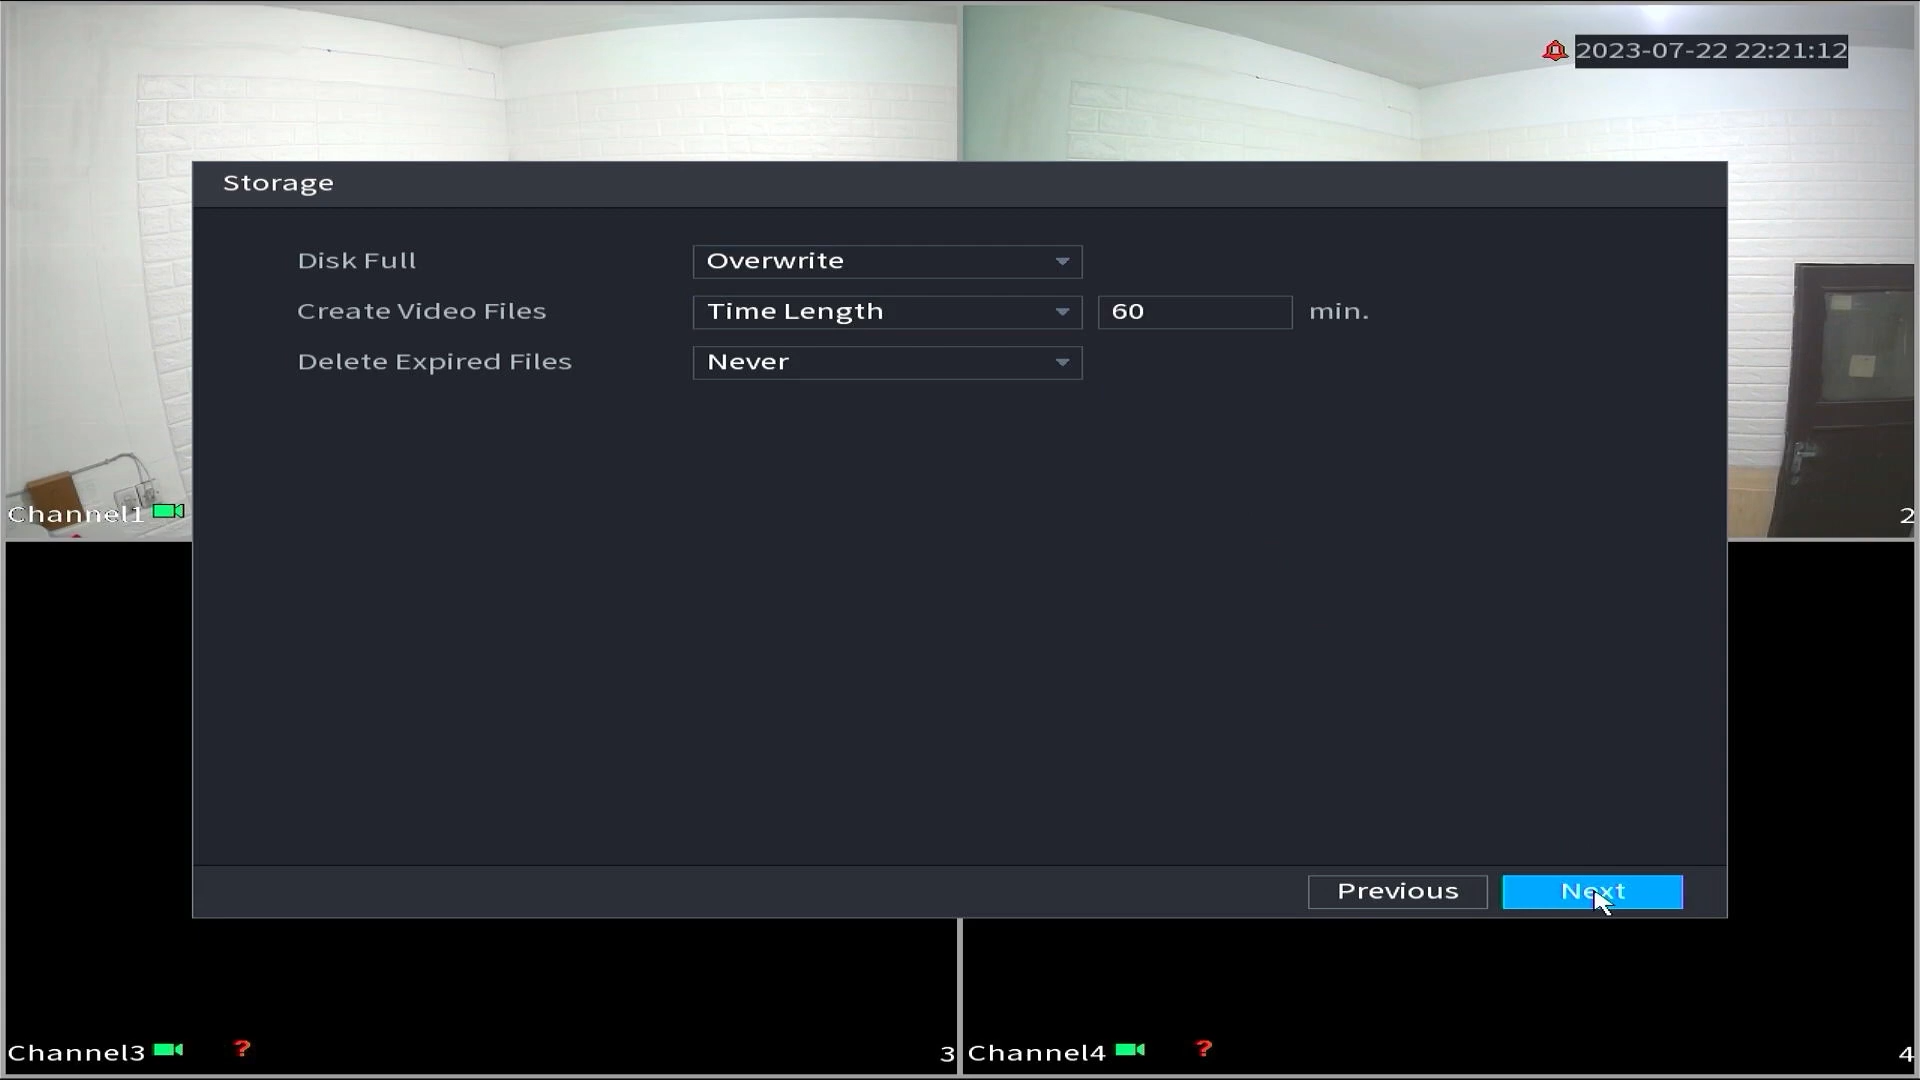 2023-07-22 22:21:12
Storage
Disk Full Overwrite
Create Video Files Time Length 60 min.
Delete Expired Files Never
Channel1 2
Previous Next
Channel3 ? 3 Channel4 ? 4